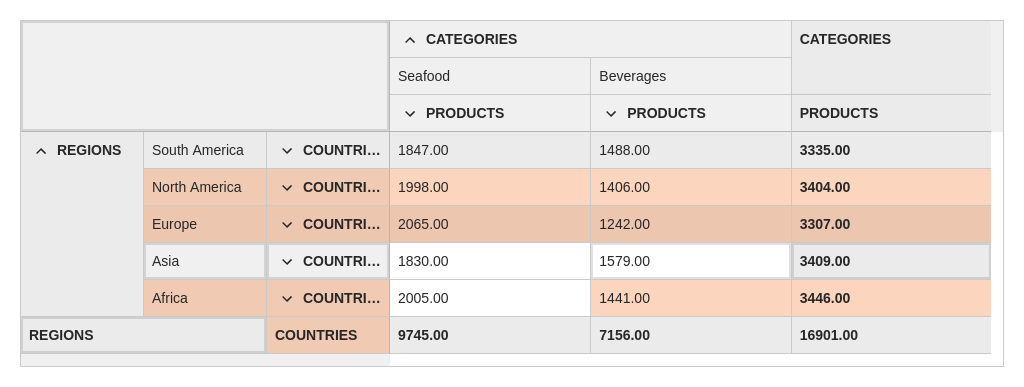 CATEGORIES CATEGORIES
Seafood Beverages
PRODUCTS PRODUCTS PRODUCTS
REGIONS South America COUNTRI... 1847.00 1488.00 3335.00
North America COUNTRI... 1998.00 1406.00 3404.00
Europe COUNTRI... 2065.00 1242.00 3307.00
Asia COUNTRI... 1830.00 1579.00 3409.00
Africa COUNTRI... 2005.00 1441.00 3446.00
REGIONS COUNTRIES 9745.00 7156.00 16901.00